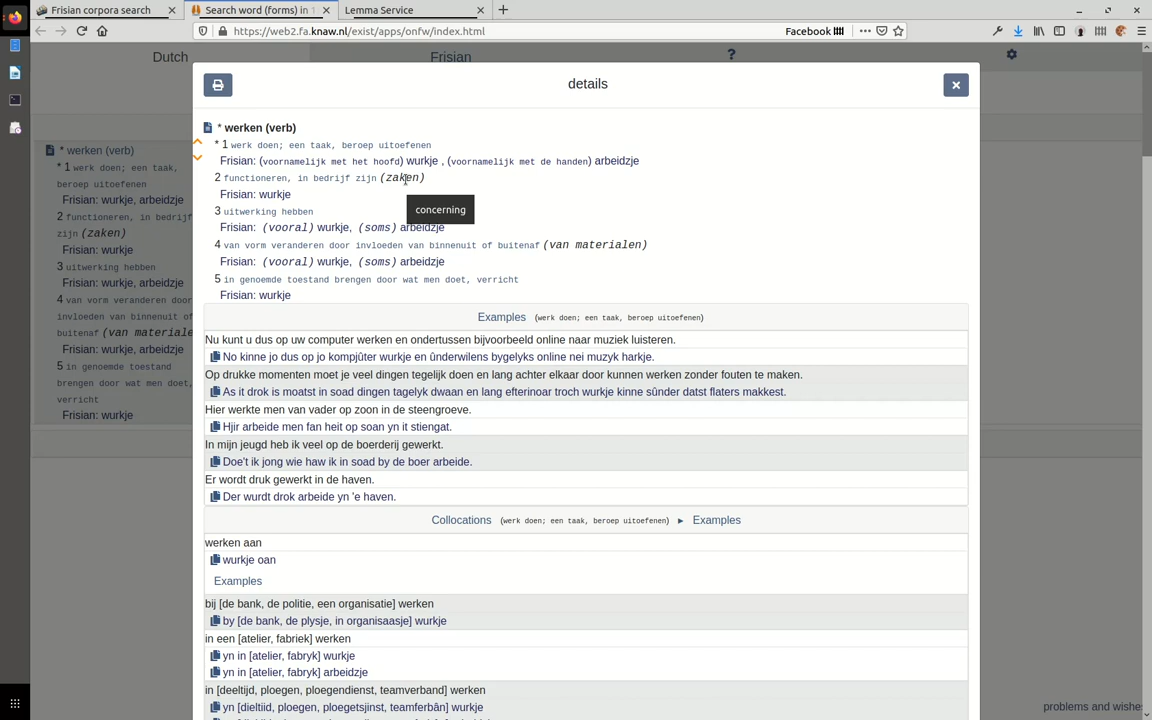 Frisian corpora search
Search word (forms) in
Lemma Service
https://web2.fa.knaw.nl/exist/apps/onfw/index.html
Facebook
Dutch
Frisian
?
details
* werken (verb)
* 1 werk doen; een taak, beroep uitoefenen
Frisian: (voornamelijk met het hoofd) wurkje , (voornamelijk met de handen) arbeidzje
2 functioneren, in bedrijf zijn (zaken)
Frisian: wurkje
concerning
3 uitwerking hebben
Frisian: (vooral) wurkje, (soms) arbeidzje
4 van vorm veranderen door invloeden van binnenuit of buitenaf (van materialen)
Frisian: (vooral) wurkje, (soms) arbeidzje
5 in genoemde toestand brengen door wat men doet, verricht
Frisian: wurkje
* werken (verb)
* 1 werk doen; een taak,
beroep uitoefenen
Frisian: wurkje, arbeidzje
2 functioneren, in bedrijf
zijn (zaken)
Frisian: wurkje
3 uitwerking hebben
Frisian: wurkje, arbeidzje
4 van vorm veranderen door
invloeden van binnenuit of
buitenaf (van materiale
Frisian: wurkje, arbeidzje
5 in genoemde toestand
brengen door wat men doet,
verricht
Frisian: wurkje
Examples (werk doen; een taak, beroep uitoefenen)
Nu kunt u dus op uw computer werken en ondertussen bijvoorbeeld online naar muziek luisteren.
No kinne jo dus op jo kompjûter wurkje en ûnderwilens bygelyks online nei muzyk harkje.
Op drukke momenten moet je veel dingen tegelijk doen en lang achter elkaar door kunnen werken zonder fouten te maken.
As it drok is moatst in soad dingen tagelyk dwaan en lang efterinoar troch wurkje kinne sûnder datst flaters makkest.
Hier werkte men van vader op zoon in de steengroeve.
Hjir arbeide men fan heit op soan yn it stiengat.
In mijn jeugd heb ik veel op de boerderij gewerkt.
Doe't ik jong wie haw ik in soad by de boer arbeide.
Er wordt druk gewerkt in de haven.
Der wurdt drok arbeide yn 'e haven.
Collocations (werk doen; een taak, beroep uitoefenen) ► Examples
werken aan
wurkje oan
Examples
bij [de bank, de politie, een organisatie] werken
by [de bank, de plysje, in organisaasje] wurkje
in een [atelier, fabriek] werken
yn in [atelier, fabryk] wurkje
yn in [atelier, fabryk] arbeidzje
in [deeltijd, ploegen, ploegendienst, teamverband] werken
yn [dieltiid, ploegen, ploegetsjinst, teamferbân] wurkje
problems and wishe